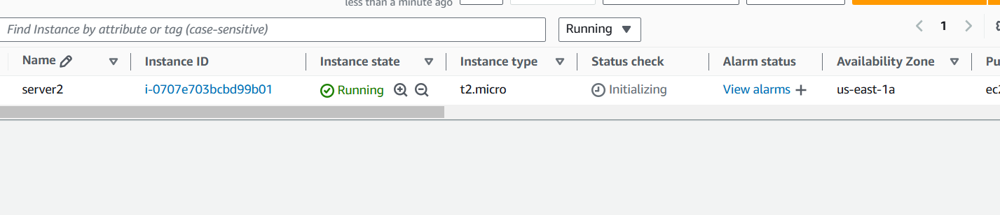 less than a minute ago
Find Instance by attribute or tag (case-sensitive)
Running
1
Name Instance ID Instance state Instance type Status check Alarm status Availability Zone Pu
server2 i-0707e703bcbd99b01 Running t2.micro Initializing View alarms + us-east-1a ec2